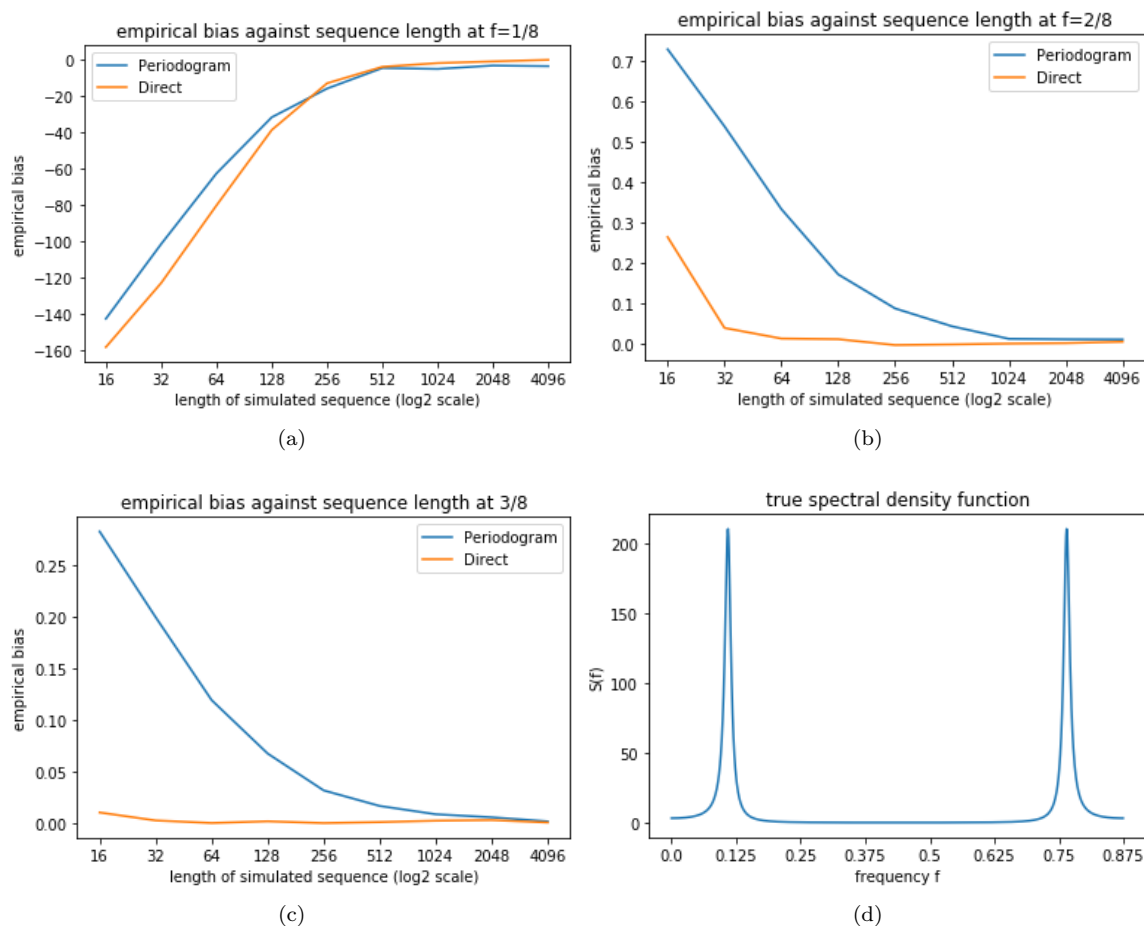 empirical bias against sequence length at f=1/8
Periodogram
Direct
empirical bias
0
−20
−40
−60
−80
−100
−120
−140
−160
16 32 64 128 256 512 1024 2048 4096
length of simulated sequence (log2 scale)
(a)
empirical bias against sequence length at f=2/8
Periodogram
Direct
empirical bias
0.7
0.6
0.5
0.4
0.3
0.2
0.1
0.0
16 32 64 128 256 512 1024 2048 4096
length of simulated sequence (log2 scale)
(b)
empirical bias against sequence length at 3/8
Periodogram
Direct
empirical bias
0.25
0.20
0.15
0.10
0.05
0.00
16 32 64 128 256 512 1024 2048 4096
length of simulated sequence (log2 scale)
(c)
true spectral density function
S(f)
200
150
100
50
0
0.0 0.125 0.25 0.375 0.5 0.625 0.75 0.875
frequency f
(d)